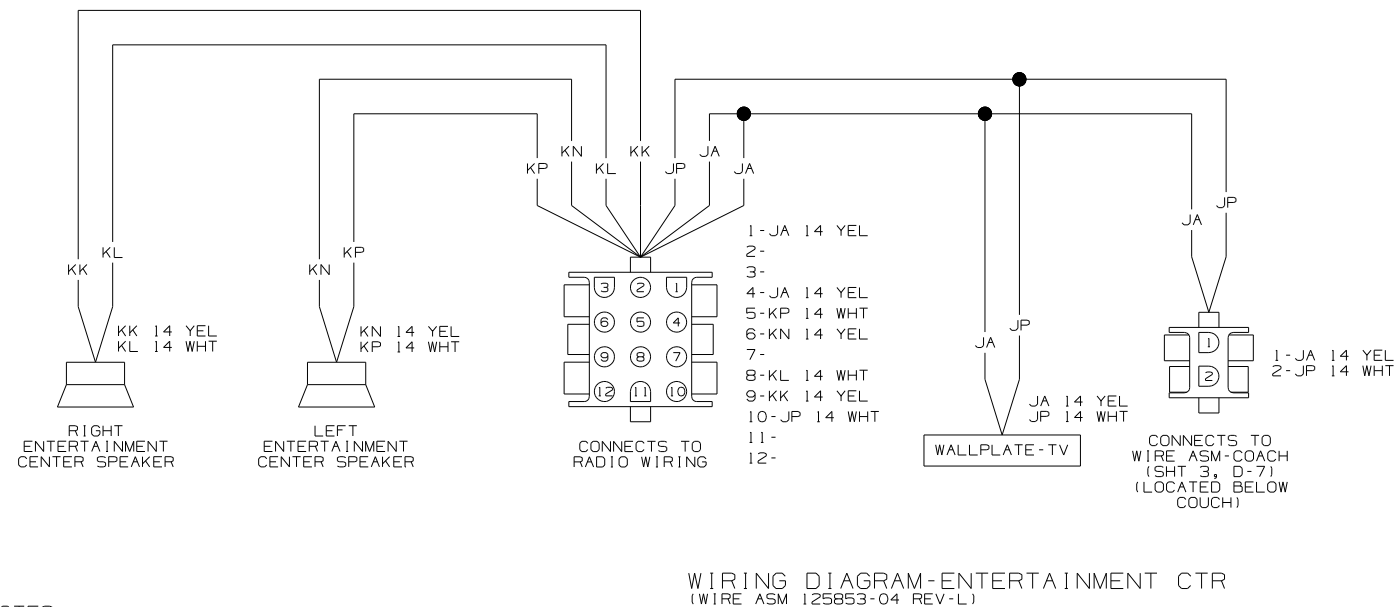 KP
KN
KL
KK
JP
JA
JA
KK
KL
KN
KP
JA
JP
JA
JP
KK 14 YEL
KL 14 WHT
RIGHT
ENTERTAINMENT
CENTER SPEAKER
KN 14 YEL
KP 14 WHT
LEFT
ENTERTAINMENT
CENTER SPEAKER
3 2 1
6 5 4
9 8 7
12 11 10
CONNECTS TO
RADIO WIRING
1-JA 14 YEL
2-
3-
4-JA 14 YEL
5-KP 14 WHT
6-KN 14 YEL
7-
8-KL 14 WHT
9-KK 14 YEL
10-JP 14 WHT
11-
12-
JA 14 YEL
JP 14 WHT
WALLPLATE-TV
1
2
1-JA 14 YEL
2-JP 14 WHT
CONNECTS TO
WIRE ASM-COACH
(SHT 3, D-7)
(LOCATED BELOW
COUCH)
WIRING DIAGRAM-ENTERTAINMENT CTR
(WIRE ASM 125853-04 REV-L)